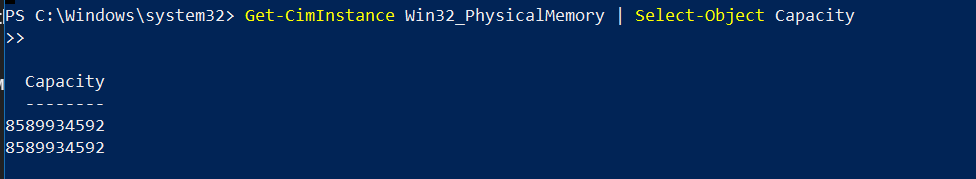 PS C:\Windows\system32> Get-CimInstance Win32_PhysicalMemory | Select-Object Capacity
>>
Capacity
--------
8589934592
8589934592